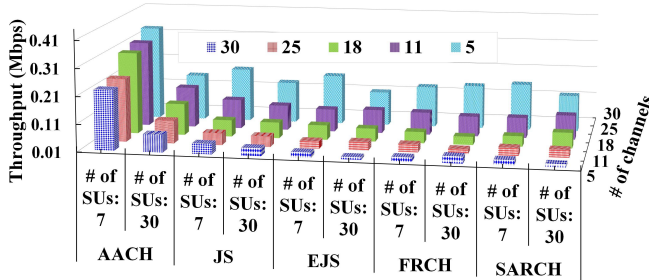 Throughput (Mbps)
0.41
0.31
0.21
0.11
0.01
30 25 18 11 5
30
25
18
11
5
# of channels
# of SUs: 7
# of SUs: 30
# of SUs: 7
# of SUs: 30
# of SUs: 7
# of SUs: 30
# of SUs: 7
# of SUs: 30
# of SUs: 7
# of SUs: 30
AACH JS EJS FRCH SARCH